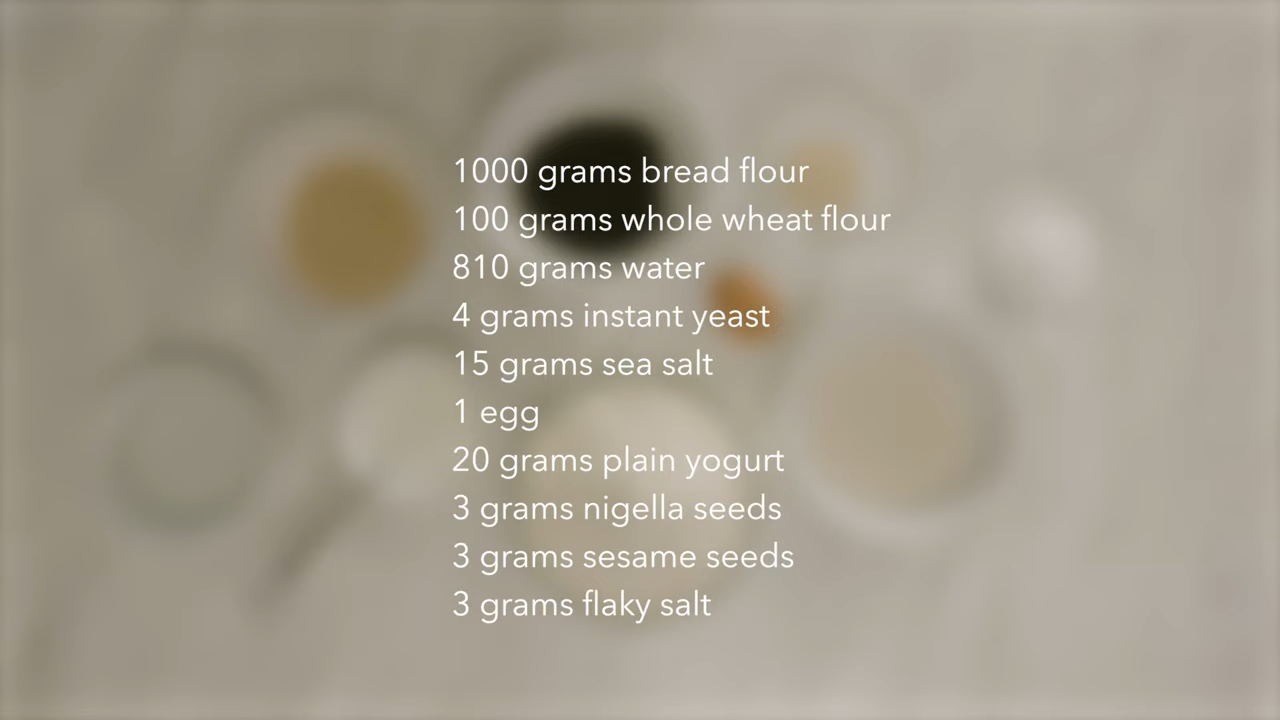 1000 grams bread flour
100 grams whole wheat flour
810 grams water
4 grams instant yeast
15 grams sea salt
1 egg
20 grams plain yogurt
3 grams nigella seeds
3 grams sesame seeds
3 grams flaky salt